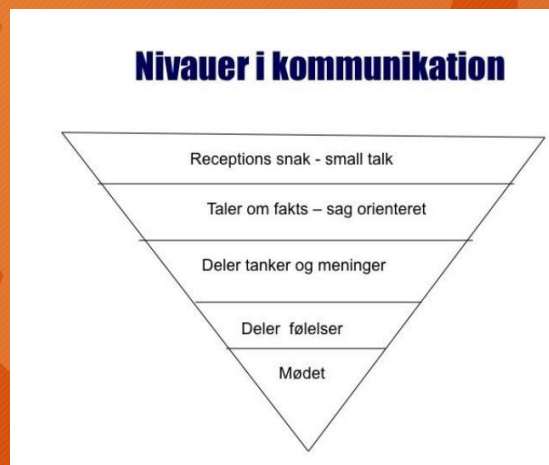 Nivauer i kommunikation
Receptions snak - small talk
Taler om fakts – sag orienteret
Deler tanker og meninger
Deler følelser
Mødet